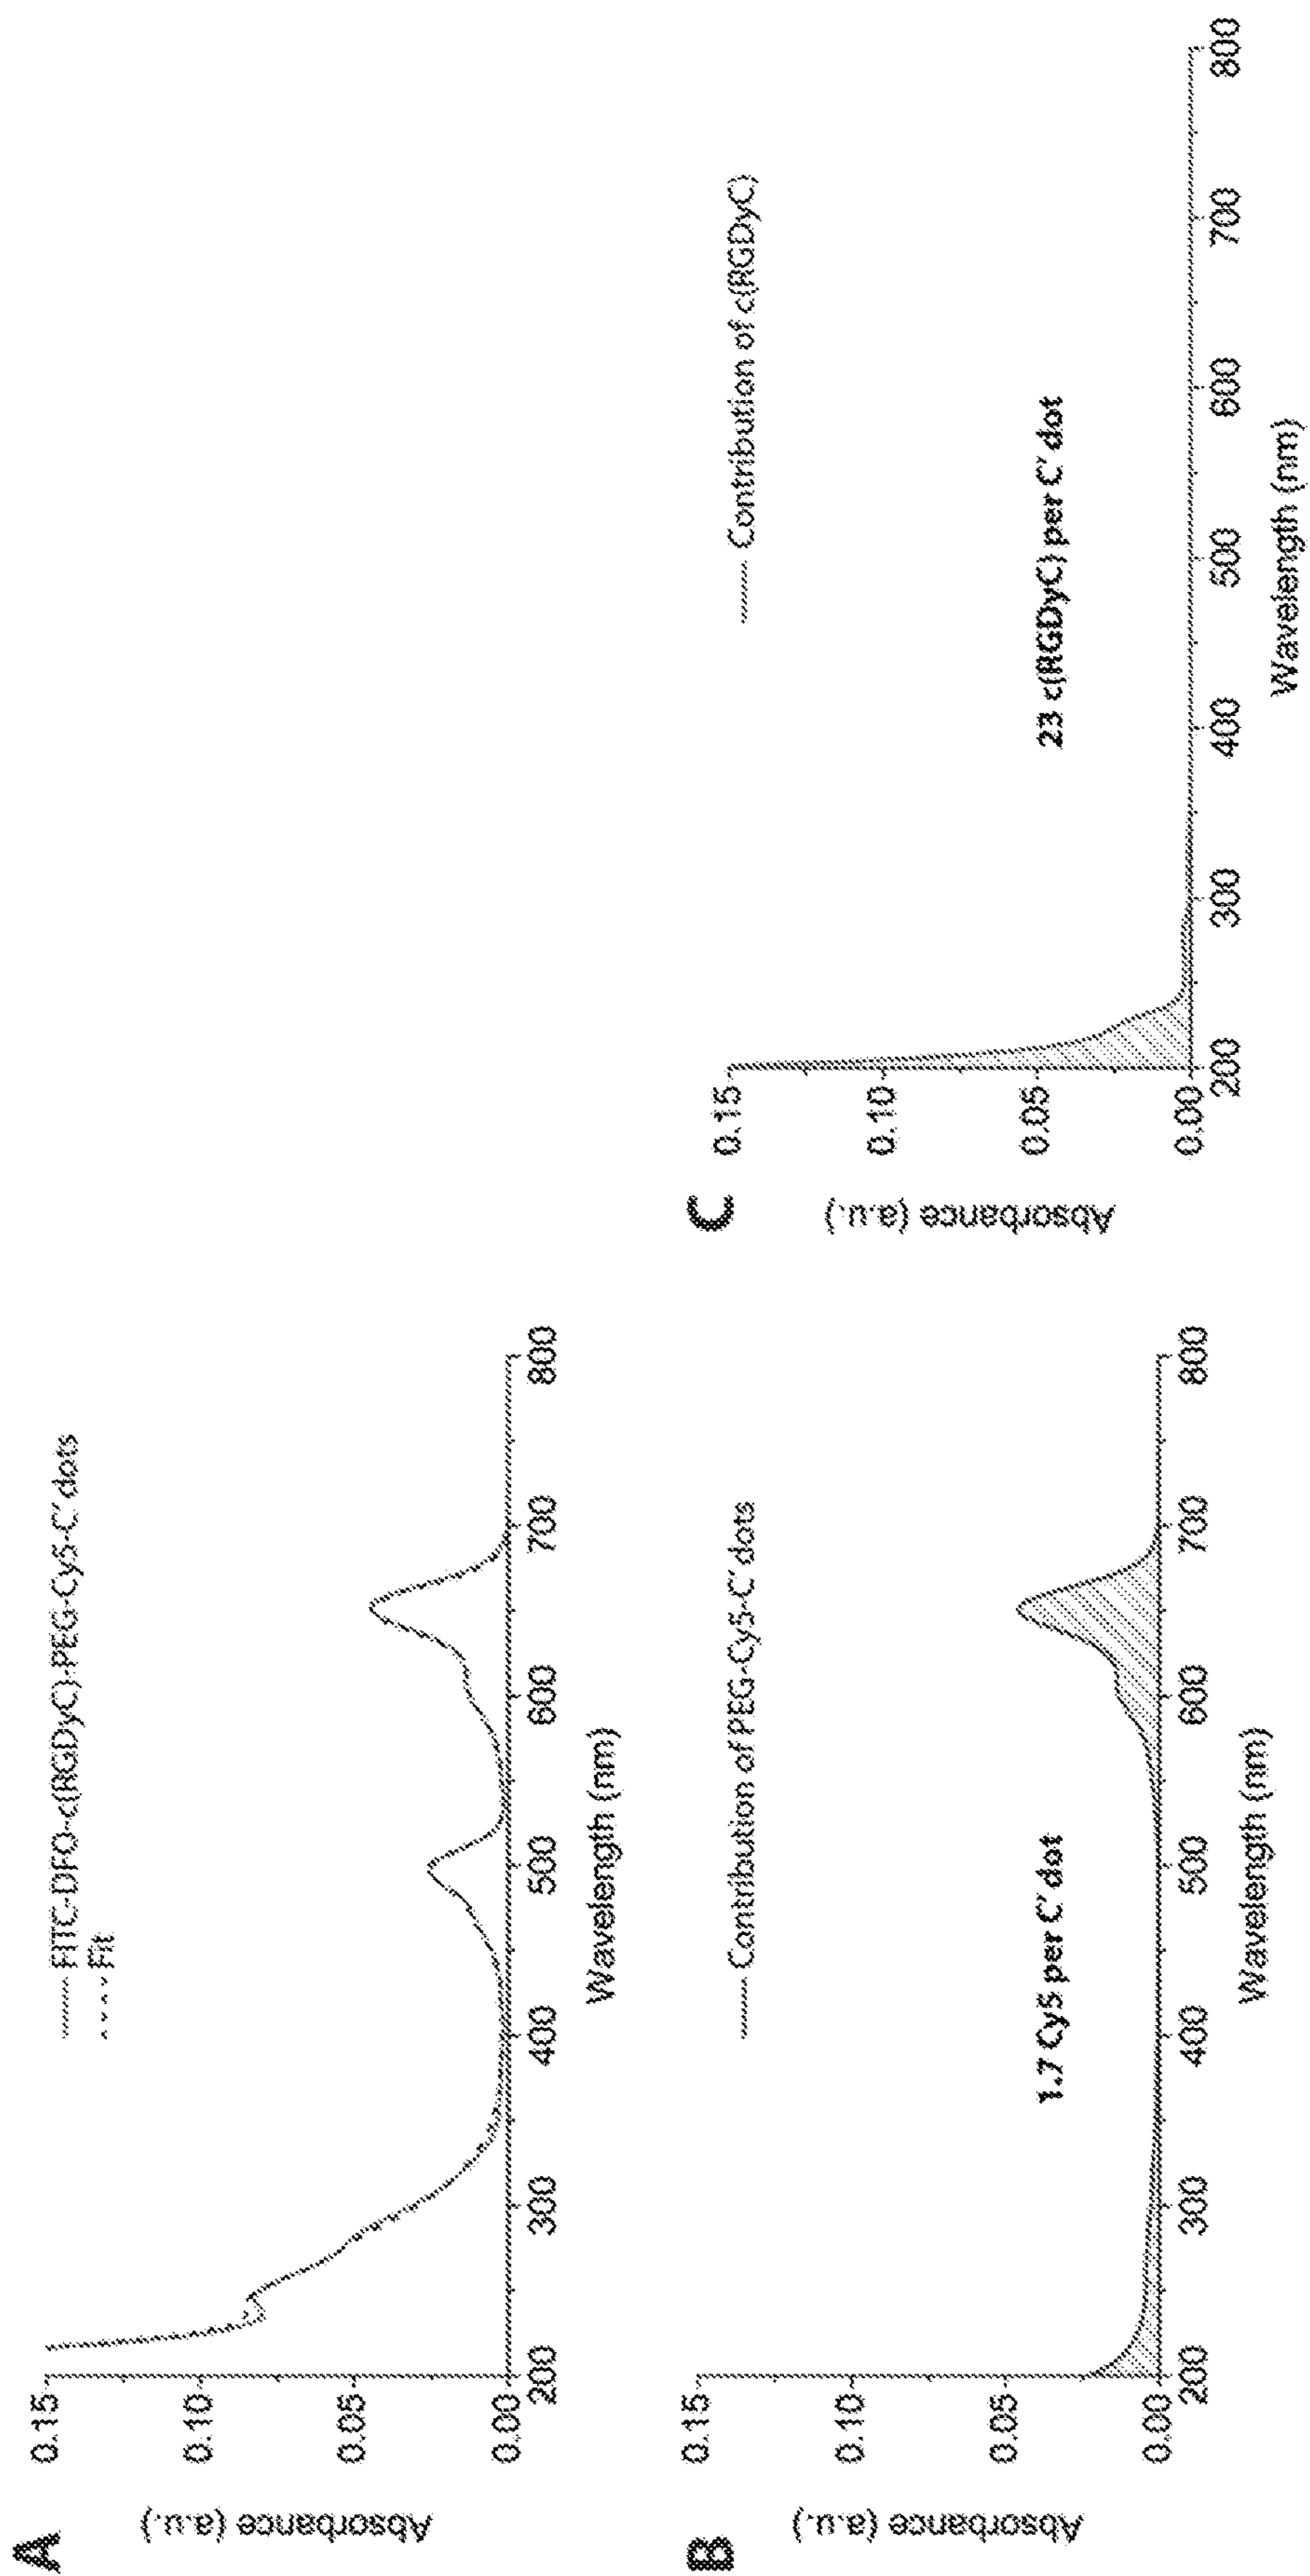 A
FITC-DFO-c(RGDyC)-PEG-Cy5-C' dots
Fit
Absorbance (a.u.)
0.15
0.10
0.05
0.00
200 300 400 500 600 700 800
Wavelength (nm)
B
Contribution of PEG-Cy5-C' dots
1.7 Cy5 per C' dot
Absorbance (a.u.)
0.15
0.10
0.05
0.00
200 300 400 500 600 700 800
Wavelength (nm)
C
Contribution of c(RGDyC)
23 c(RGDyC) per C' dot
Absorbance (a.u.)
0.15
0.10
0.05
0.00
200 300 400 500 600 700 800
Wavelength (nm)